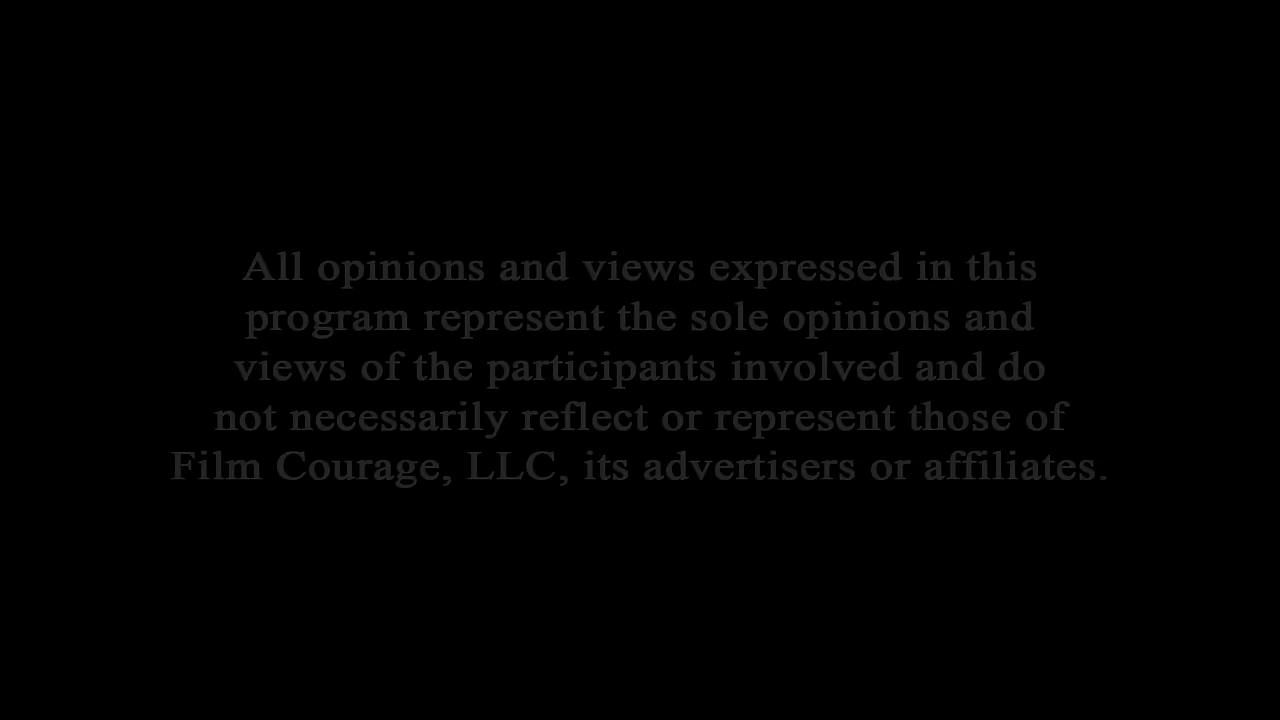 All opinions and views expressed in this
program represent the sole opinions and
views of the participants involved and do
not necessarily reflect or represent those of
Film Courage, LLC, its advertisers or affiliates.